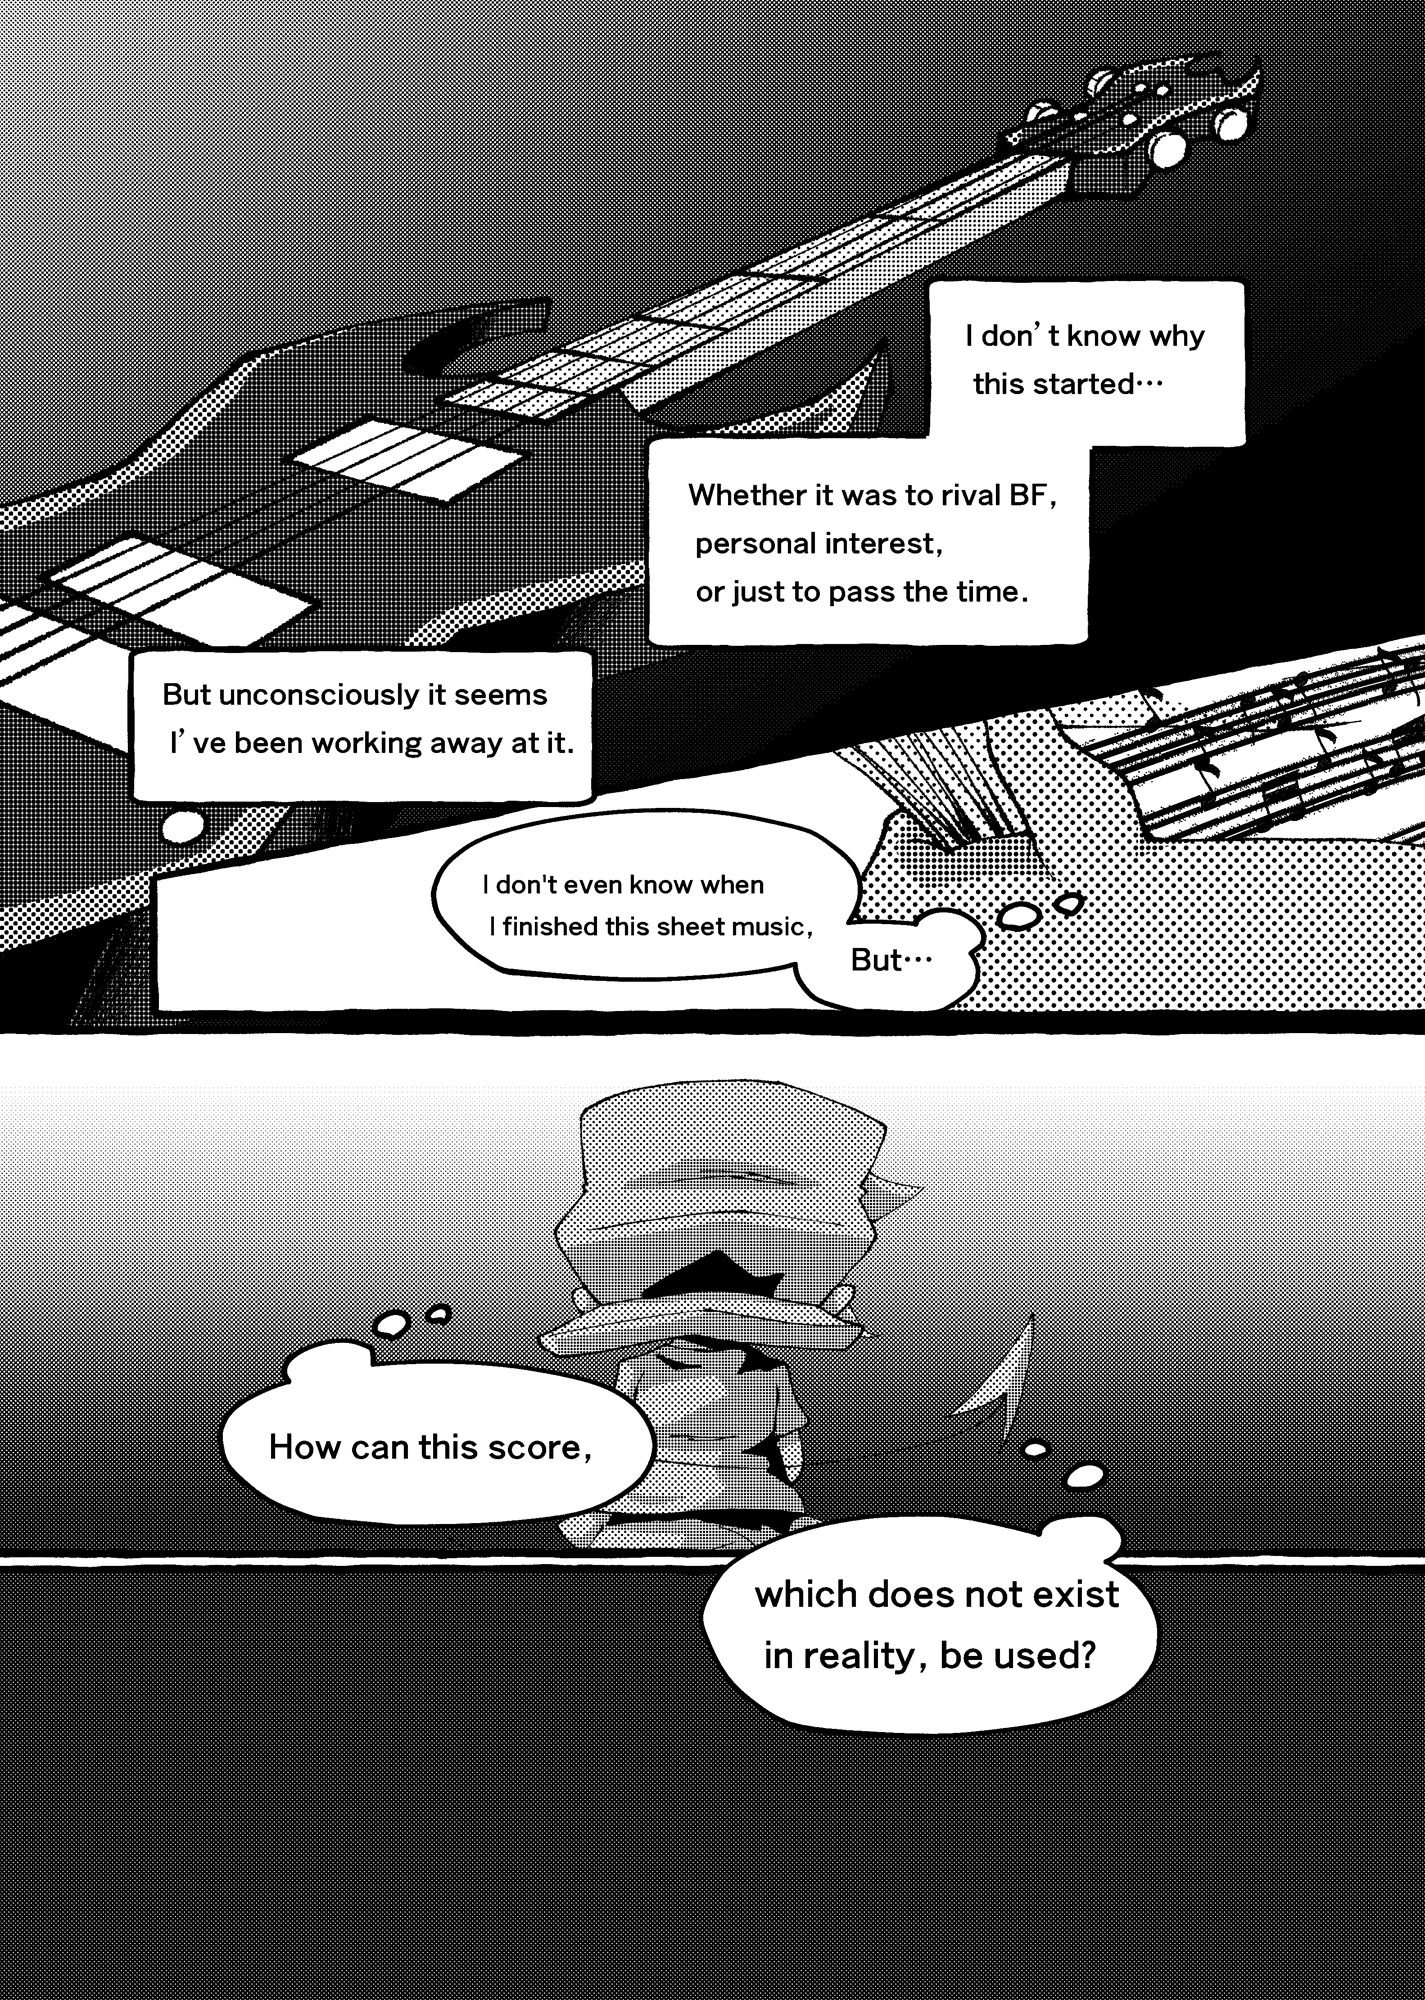 I don't know why
this started…
Whether it was to rival BF,
personal interest,
or just to pass the time.
But unconsciously it seems
I've been working away at it.
I don't even know when
I finished this sheet music,
But…
How can this score,
which does not exist
in reality, be used?